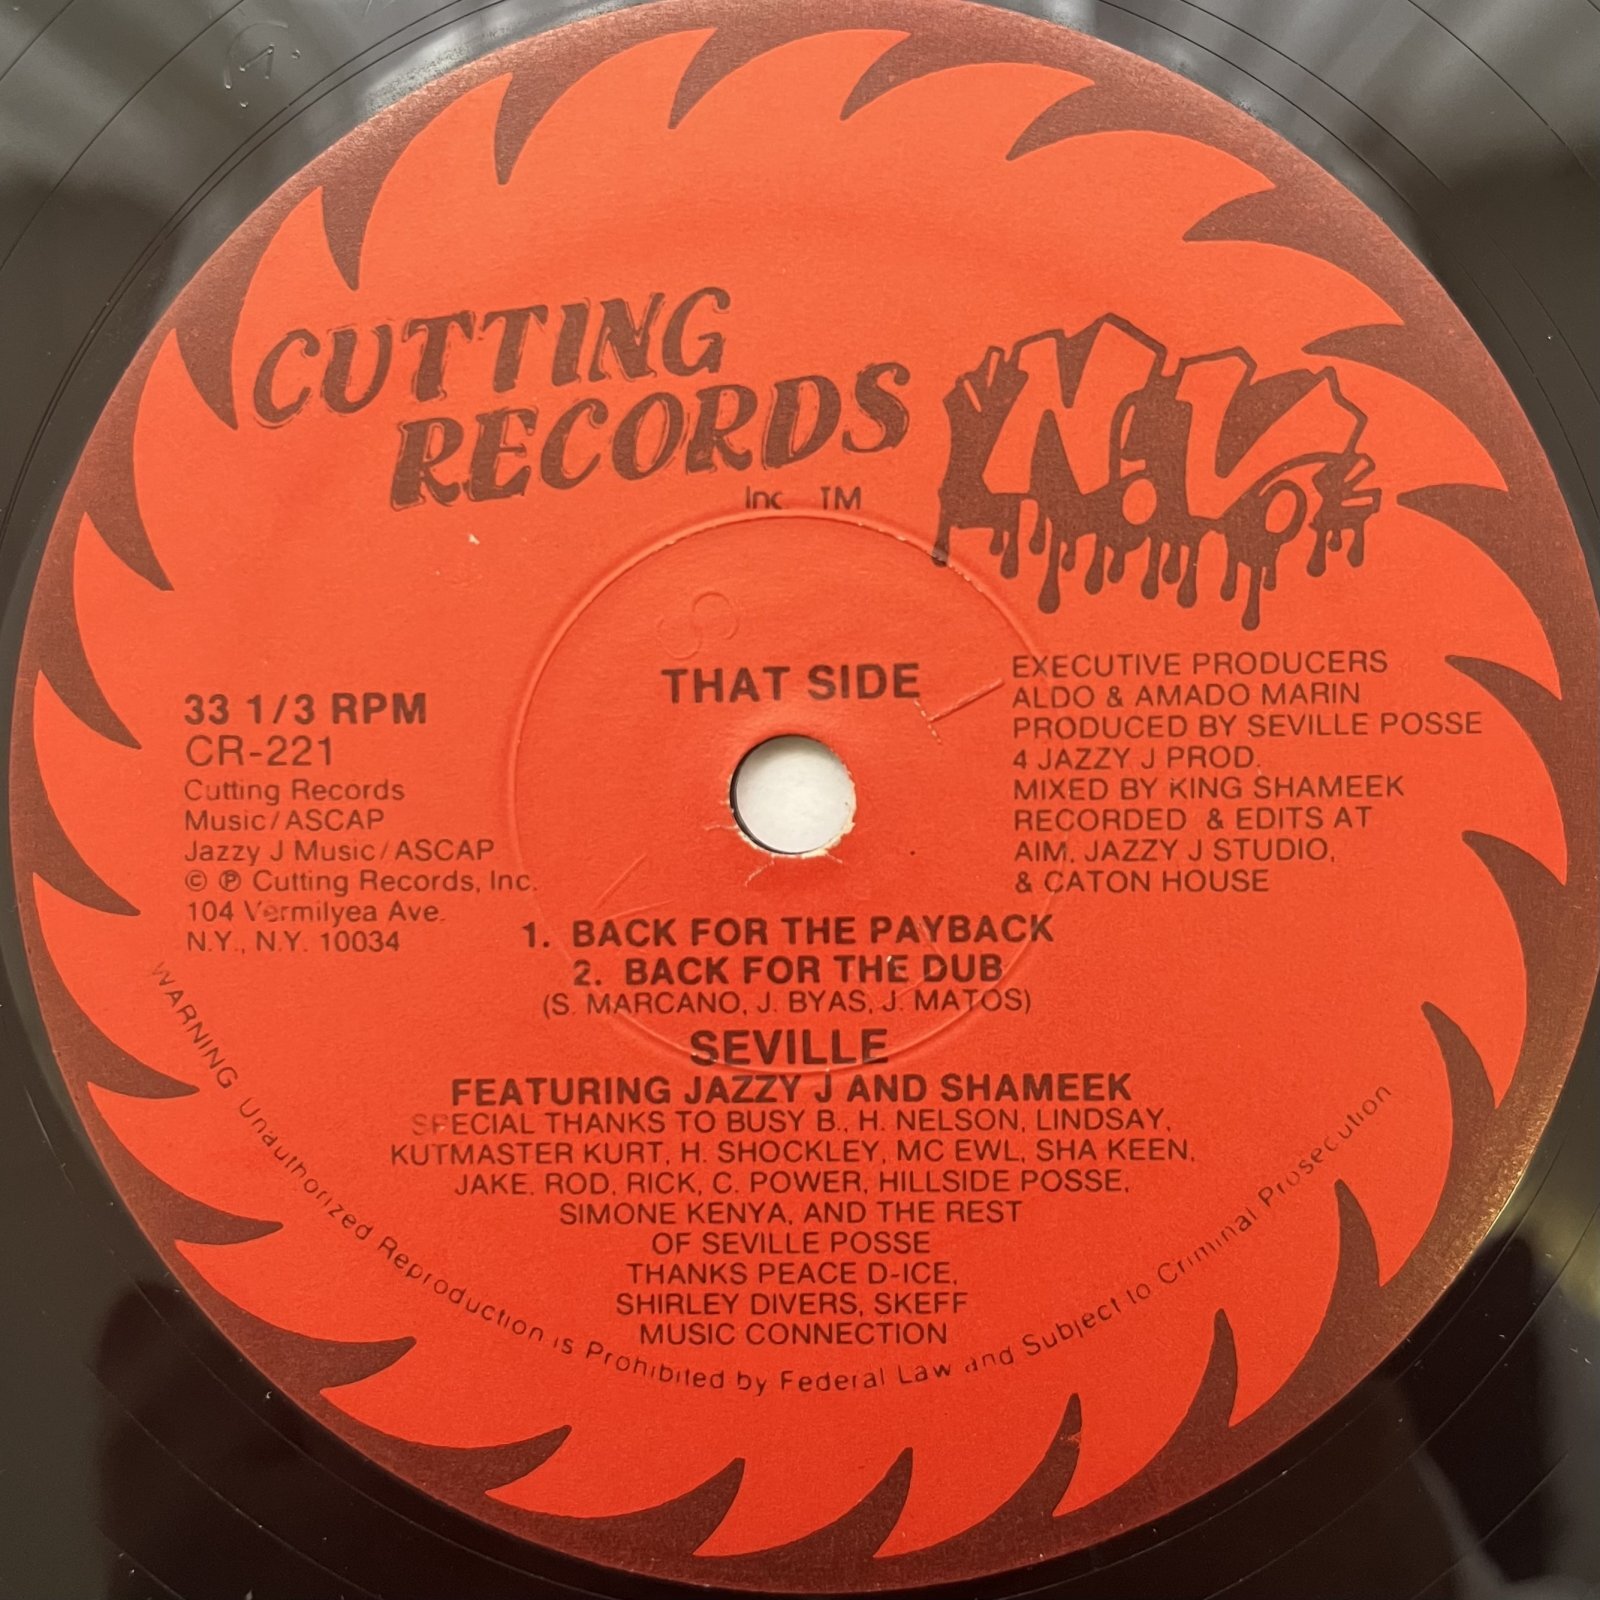 CUTTING
RECORDS
Inc. TM
N.Y.
THAT SIDE
33 1/3 RPM
CR-221
Cutting Records
Music/ASCAP
Jazzy J Music/ASCAP
© ℗ Cutting Records, Inc.
104 Vermilyea Ave.
N.Y., N.Y. 10034
EXECUTIVE PRODUCERS
ALDO & AMADO MARIN
PRODUCED BY SEVILLE POSSE
4 JAZZY J PROD.
MIXED BY KING SHAMEEK
RECORDED & EDITS AT
AIM, JAZZY J STUDIO,
& CATON HOUSE
1. BACK FOR THE PAYBACK
2. BACK FOR THE DUB
(S. MARCANO, J. BYAS, J. MATOS)
SEVILLE
FEATURING JAZZY J AND SHAMEEK
SPECIAL THANKS TO BUSY B., H. NELSON, LINDSAY,
KUTMASTER KURT, H. SHOCKLEY, MC EWL, SHA KEEN,
JAKE, ROD, RICK, C. POWER, HILLSIDE POSSE,
SIMONE KENYA, AND THE REST
OF SEVILLE POSSE
THANKS PEACE D-ICE,
SHIRLEY DIVERS, SKEFF
MUSIC CONNECTION
WARNING Unauthorized Reproduction is Prohibited by Federal Law and Subject to Criminal Prosecution